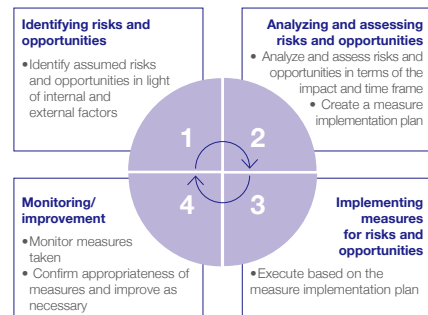 Identifying risks and
opportunities
•Identify assumed risks
and opportunities in light
of internal and
external factors
Analyzing and assessing
risks and opportunities
• Analyze and assess risks and
opportunities in terms of the
impact and time frame
• Create a measure
implementation plan
1
2
4
3
Monitoring/
improvement
•Monitor measures
taken
• Confirm appropriateness of
measures and improve as
necessary
Implementing
measures
for risks and
opportunities
•Execute based on the
measure implementation plan